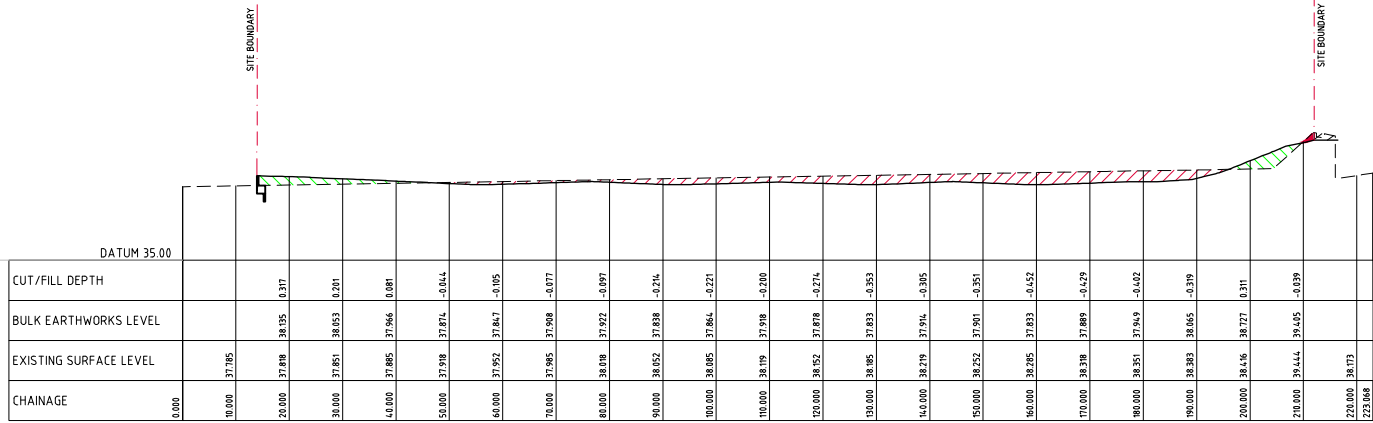 SITE BOUNDARY
SITE BOUNDARY
DATUM 35.00
CUT/FILL DEPTH 0.317 0.201 0.081 -0.044 -0.105 -0.077 -0.097 -0.214 -0.221 -0.200 -0.274 -0.353 -0.305 -0.351 -0.452 -0.429 -0.402 -0.319 0.311 -0.039
BULK EARTHWORKS LEVEL 38.135 38.053 37.966 37.874 37.847 37.908 37.922 37.838 37.864 37.918 37.878 37.833 37.914 37.901 37.833 37.889 37.949 38.065 38.727 39.405
EXISTING SURFACE LEVEL 37.785 37.818 37.851 37.885 37.918 37.952 37.985 38.018 38.052 38.085 38.119 38.152 38.185 38.219 38.252 38.285 38.318 38.351 38.383 38.416 39.444 38.173
CHAINAGE 0.000 10.000 20.000 30.000 40.000 50.000 60.000 70.000 80.000 90.000 100.000 110.000 120.000 130.000 140.000 150.000 160.000 170.000 180.000 190.000 200.000 210.000 220.000 223.068